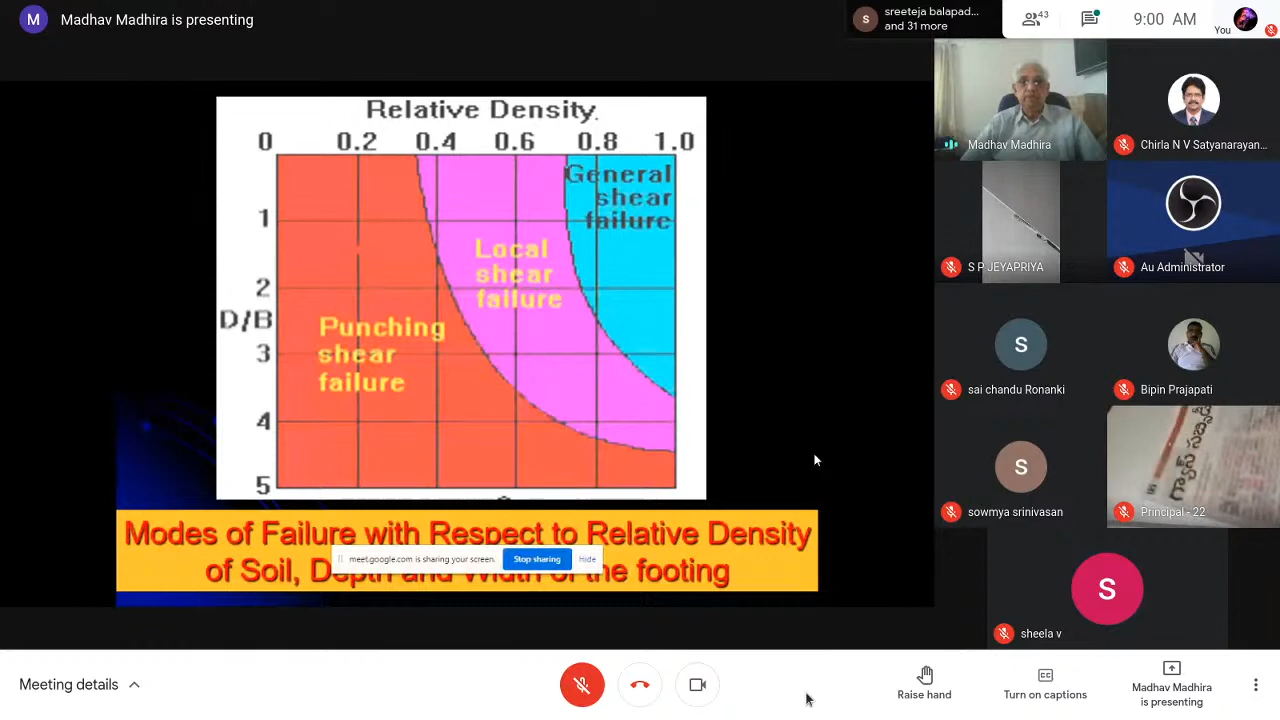 M
Madhav Madhira is presenting
S
sreeteja balapad...
and 31 more
43
9:00 AM
You
Relative Density
0 0.2 0.4 0.6 0.8 1.0
General
shear
failure
1
Local
shear
failure
2
D/B
Punching
shear
failure
3
4
5
Modes of Failure with Respect to Relative Density
of Soil, Depth and Width of the footing
meet.google.com is sharing your screen.
Stop sharing
Hide
Madhav Madhira
Chirla N V Satyanarayan...
S P JEYAPRIYA
Au Administrator
S
sai chandu Ronanki
Bipin Prajapati
S
sowmya srinivasan
Principal - 22
S
sheela v
Meeting details
Raise hand
CC
Turn on captions
Madhav Madhira
is presenting